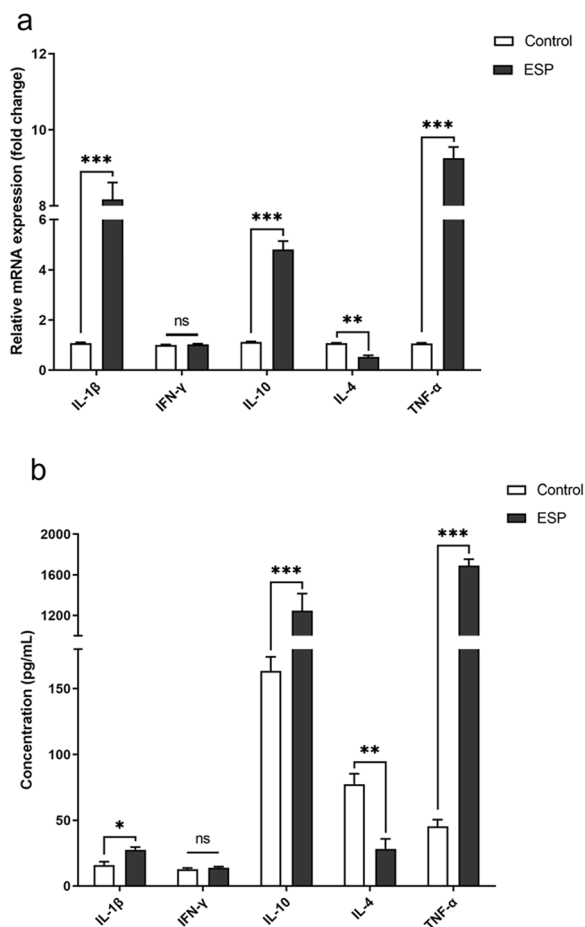 a
Control
ESP
Relative mRNA expression (fold change)
12
10
8
6
4
2
0
***
ns
***
**
***
IL-1β
IFN-γ
IL-10
IL-4
TNF-α
b
Control
ESP
Concentration (pg/mL)
2000
1600
1200
150
100
50
0
*
ns
***
**
***
IL-1β
IFN-γ
IL-10
IL-4
TNF-α